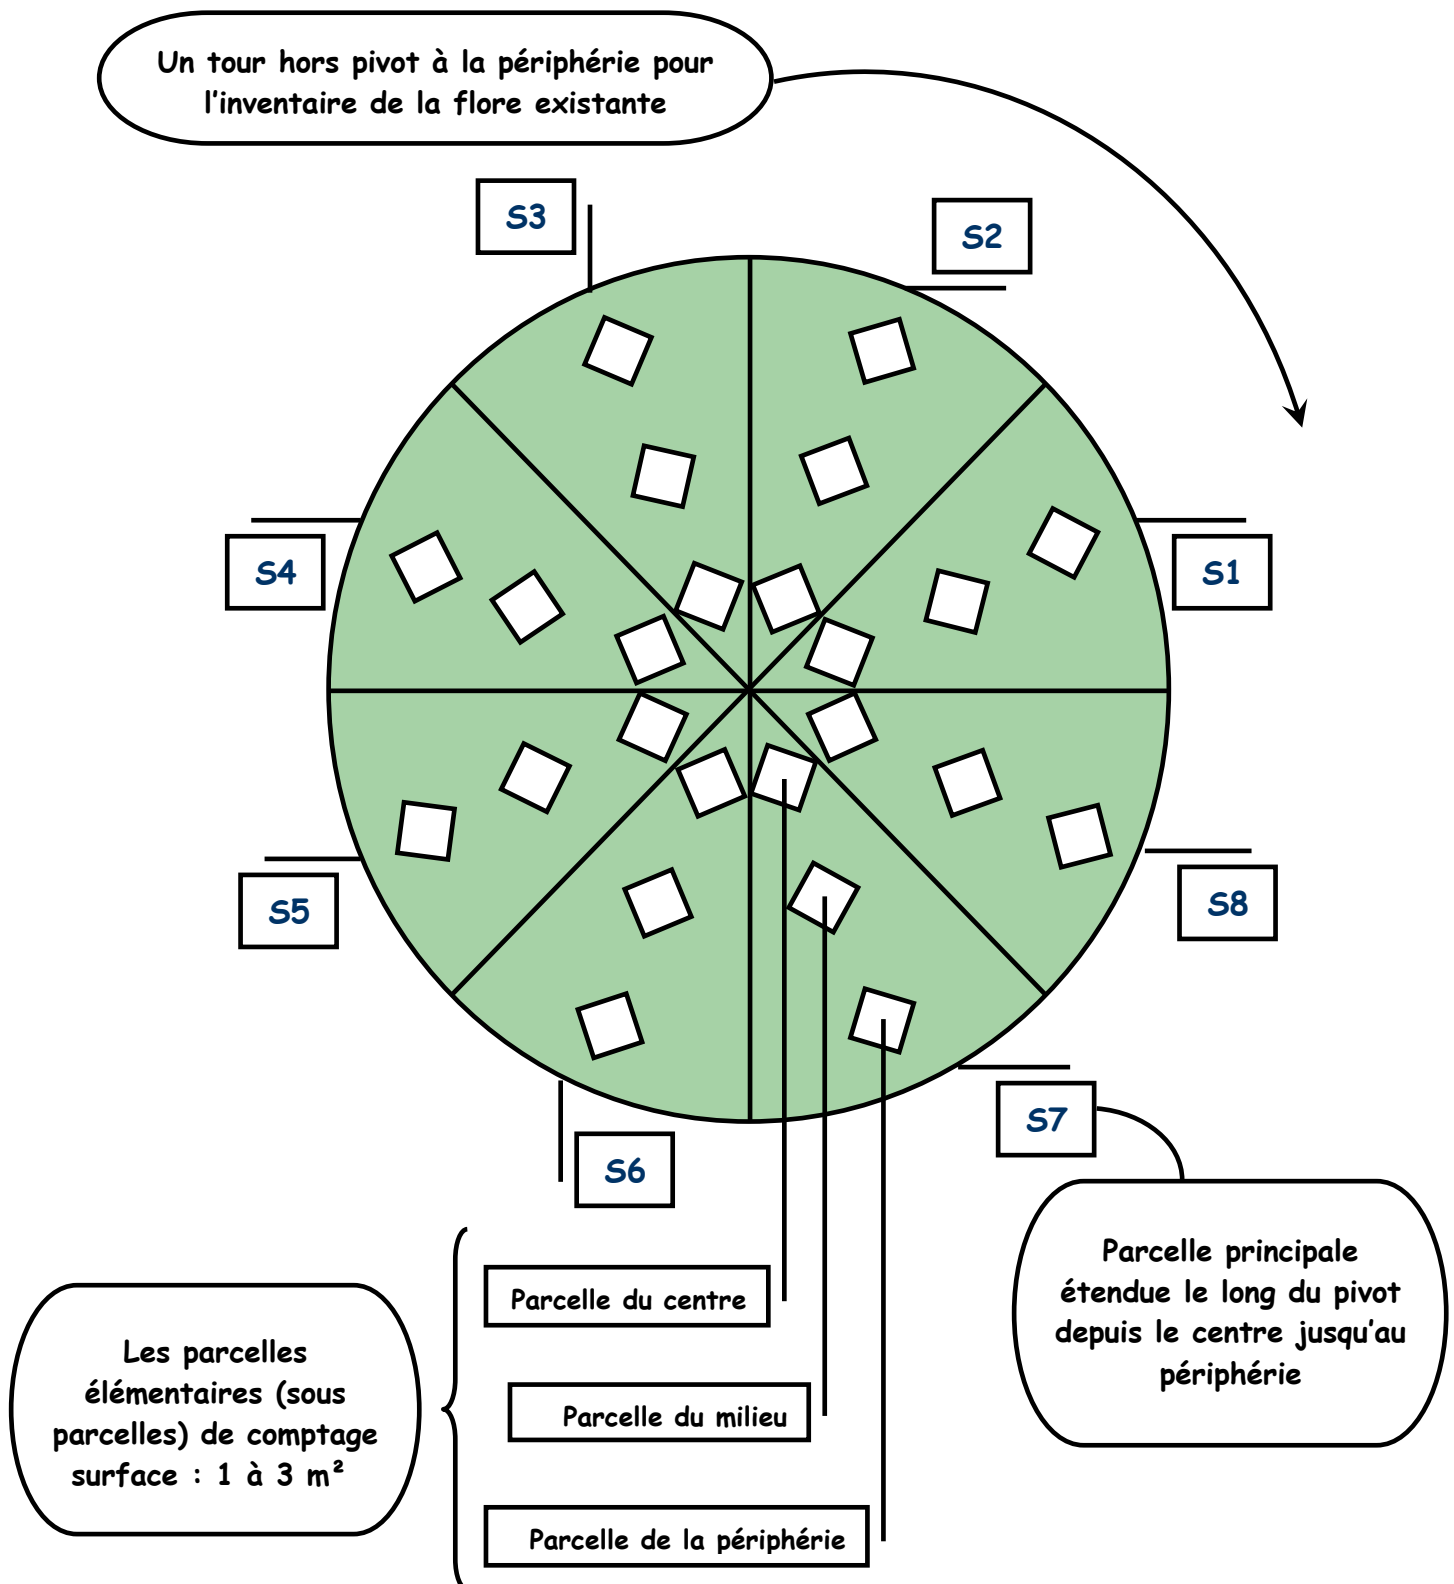 Un tour hors pivot à la périphérie pour
l'inventaire de la flore existante
S3
S2
S4
S1
S5
S8
S7
S6
Parcelle principale
étendue le long du pivot
depuis le centre jusqu'au
périphérie
Les parcelles
élémentaires (sous
parcelles) de comptage
surface : 1 à 3 m²
Parcelle du centre
Parcelle du milieu
Parcelle de la périphérie